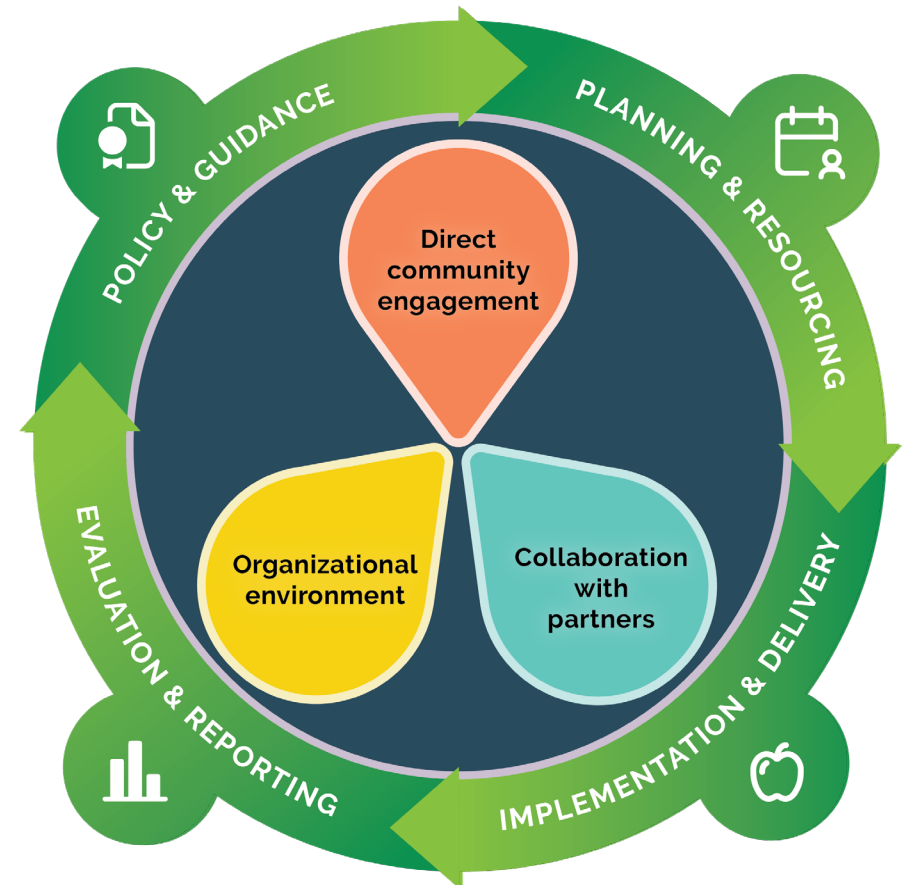 POLICY & GUIDANCE
PLANNING & RESOURCING
Direct
community
engagement
Organizational
environment
Collaboration
with
partners
EVALUATION & REPORTING
IMPLEMENTATION & DELIVERY